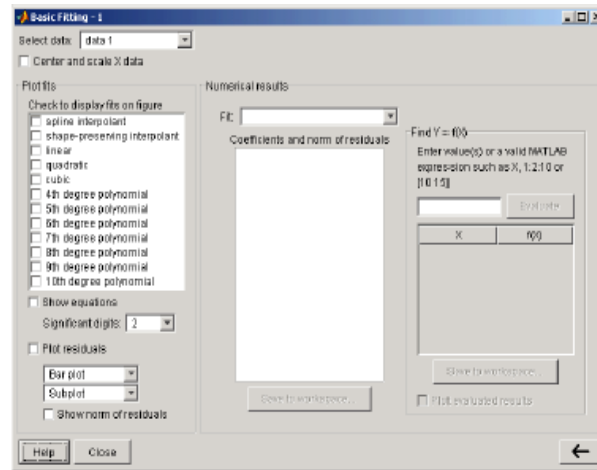 Basic Fitting - 1
Select data: data 1
Center and scale X data
Plot fits
Check to display fits on figure
spline interpolant
shape-preserving interpolant
linear
quadratic
cubic
4th degree polynomial
5th degree polynomial
6th degree polynomial
7th degree polynomial
8th degree polynomial
9th degree polynomial
10th degree polynomial
Show equations
Significant digits: 2
Plot residuals
Bar plot
Subplot
Show norm of residuals
Help Close
Numerical results
Fit:
Coefficients and norm of residuals
Save to workspace...
Find Y = f(X)
Enter value(s) or a valid MATLAB
expression such as X, 1:2:10 or
[10 15]
Evaluate
X f(X)
Save to workspace...
Plot evaluated results